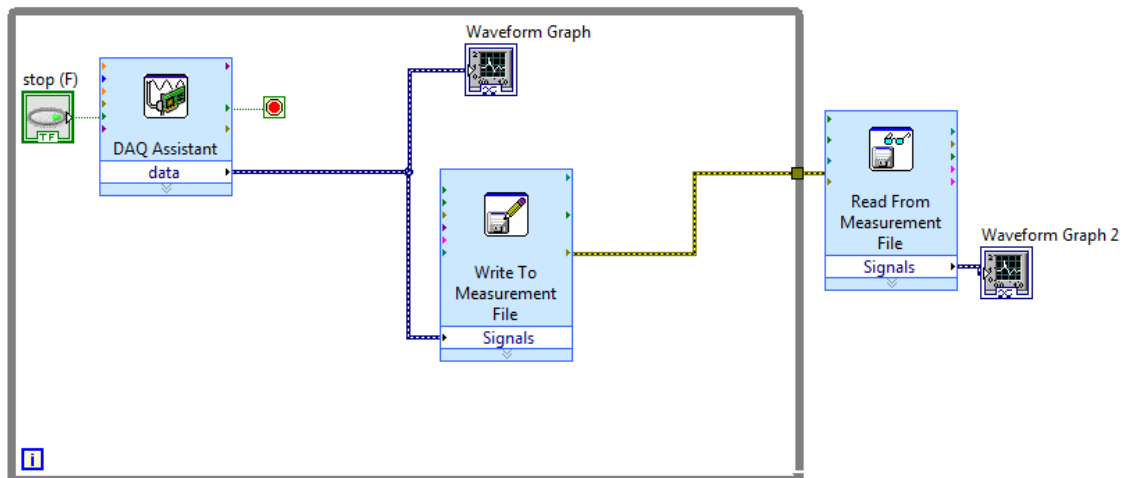 Waveform Graph
stop (F)
TF
DAQ Assistant
data
Write To
Measurement
File
Signals
Read From
Measurement
File
Signals
Waveform Graph 2
i